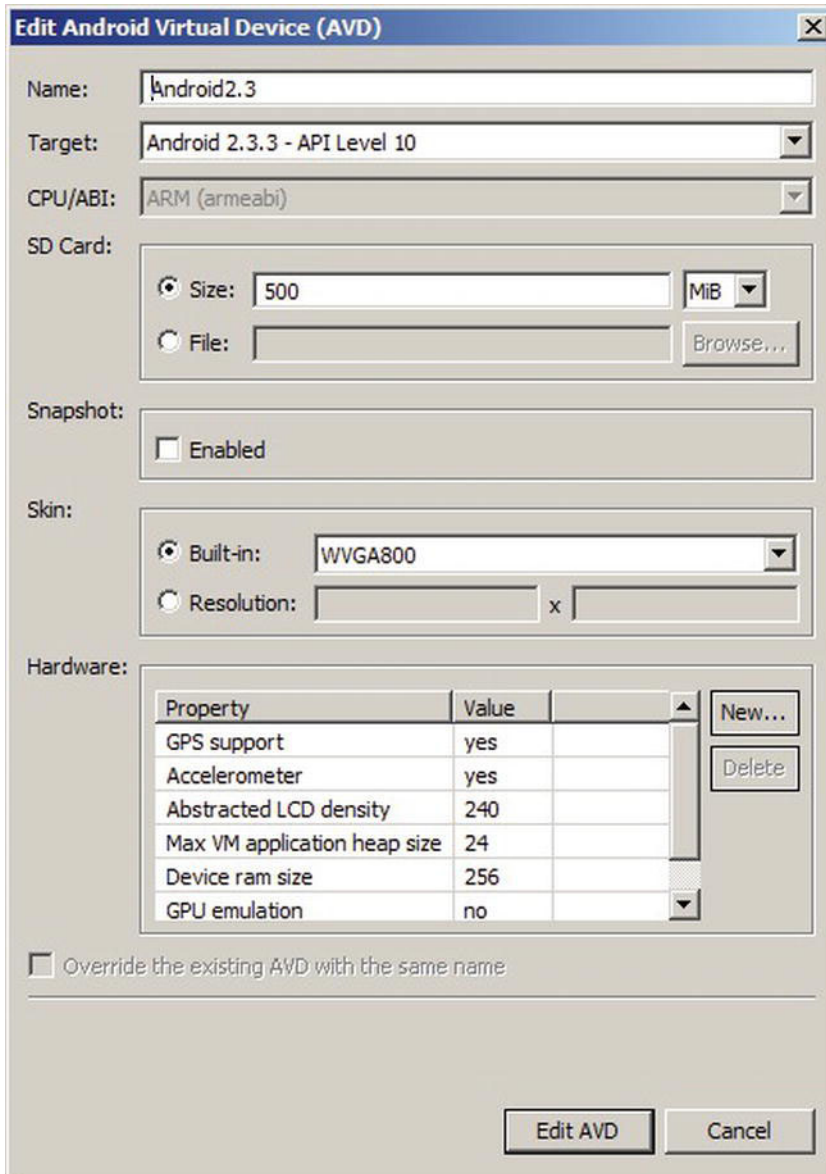 Edit Android Virtual Device (AVD)
Name: Android2.3
Target: Android 2.3.3 - API Level 10
CPU/ABI: ARM (armeabi)
SD Card:
Size: 500 MiB
File: Browse...
Snapshot:
Enabled
Skin:
Built-in: WVGA800
Resolution: x
Hardware:
Property Value New...
GPS support yes
Accelerometer yes Delete
Abstracted LCD density 240
Max VM application heap size 24
Device ram size 256
GPU emulation no
Override the existing AVD with the same name
Edit AVD Cancel